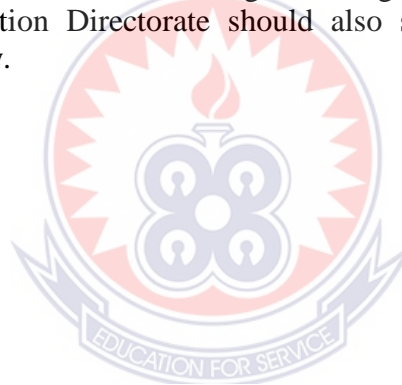 tion Directorate should also s
.
EDUCATION FOR SERVICE